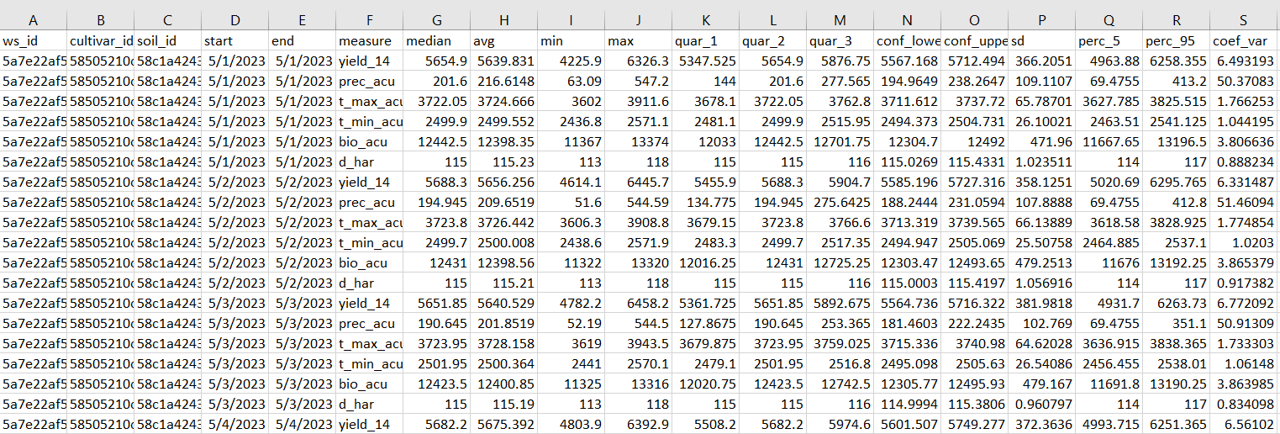 A B C D E F G H I J K L M N O P Q R S
ws_id cultivar_id soil_id start end measure median avg min max quar_1 quar_2 quar_3 conf_lowe conf_uppe sd perc_5 perc_95 coef_var
5a7e22af5 58505210c 58c1a4243 5/1/2023 5/1/2023 yield_14 5654.9 5639.831 4225.9 6326.3 5347.525 5654.9 5876.75 5567.168 5712.494 366.2051 4963.88 6258.355 6.493193
5a7e22af5 58505210c 58c1a4243 5/1/2023 5/1/2023 prec_acu 201.6 216.6148 63.09 547.2 144 201.6 277.565 194.9649 238.2647 109.1107 69.4755 413.2 50.37083
5a7e22af5 58505210c 58c1a4243 5/1/2023 5/1/2023 t_max_acu 3722.05 3724.666 3602 3911.6 3678.1 3722.05 3762.8 3711.612 3737.72 65.78701 3627.785 3825.515 1.766253
5a7e22af5 58505210c 58c1a4243 5/1/2023 5/1/2023 t_min_acu 2499.9 2499.552 2436.8 2571.1 2481.1 2499.9 2515.95 2494.373 2504.731 26.10021 2463.51 2541.125 1.044195
5a7e22af5 58505210c 58c1a4243 5/1/2023 5/1/2023 bio_acu 12442.5 12398.35 11367 13374 12033 12442.5 12701.75 12304.7 12492 471.96 11667.65 13196.5 3.806636
5a7e22af5 58505210c 58c1a4243 5/1/2023 5/1/2023 d_har 115 115.23 113 118 115 115 116 115.0269 115.4331 1.023511 114 117 0.888234
5a7e22af5 58505210c 58c1a4243 5/2/2023 5/2/2023 yield_14 5688.3 5656.256 4614.1 6445.7 5455.9 5688.3 5904.7 5585.196 5727.316 358.1251 5020.69 6295.765 6.331487
5a7e22af5 58505210c 58c1a4243 5/2/2023 5/2/2023 prec_acu 194.945 209.6519 51.6 544.59 134.775 194.945 275.6425 188.2444 231.0594 107.8888 69.4755 412.8 51.46094
5a7e22af5 58505210c 58c1a4243 5/2/2023 5/2/2023 t_max_acu 3723.8 3726.442 3606.3 3908.8 3679.15 3723.8 3766.6 3713.319 3739.565 66.13889 3618.58 3828.925 1.774854
5a7e22af5 58505210c 58c1a4243 5/2/2023 5/2/2023 t_min_acu 2499.7 2500.008 2438.6 2571.9 2483.3 2499.7 2517.35 2494.947 2505.069 25.50758 2464.885 2537.1 1.0203
5a7e22af5 58505210c 58c1a4243 5/2/2023 5/2/2023 bio_acu 12431 12398.56 11322 13320 12016.25 12431 12725.25 12303.47 12493.65 479.2513 11676 13192.25 3.865379
5a7e22af5 58505210c 58c1a4243 5/2/2023 5/2/2023 d_har 115 115.21 113 118 115 115 116 115.0003 115.4197 1.056916 114 117 0.917382
5a7e22af5 58505210c 58c1a4243 5/3/2023 5/3/2023 yield_14 5651.85 5640.529 4782.2 6458.2 5361.725 5651.85 5892.675 5564.736 5716.322 381.9818 4931.7 6263.73 6.772092
5a7e22af5 58505210c 58c1a4243 5/3/2023 5/3/2023 prec_acu 190.645 201.8519 52.19 544.5 127.8675 190.645 253.365 181.4603 222.2435 102.769 69.4755 351.1 50.91309
5a7e22af5 58505210c 58c1a4243 5/3/2023 5/3/2023 t_max_acu 3723.95 3728.158 3619 3943.5 3679.875 3723.95 3759.025 3715.336 3740.98 64.62028 3636.915 3838.365 1.733303
5a7e22af5 58505210c 58c1a4243 5/3/2023 5/3/2023 t_min_acu 2501.95 2500.364 2441 2570.1 2479.1 2501.95 2516.8 2495.098 2505.63 26.54086 2456.455 2538.01 1.06148
5a7e22af5 58505210c 58c1a4243 5/3/2023 5/3/2023 bio_acu 12423.5 12400.85 11325 13316 12020.75 12423.5 12742.5 12305.77 12495.93 479.167 11691.8 13190.25 3.863985
5a7e22af5 58505210c 58c1a4243 5/3/2023 5/3/2023 d_har 115 115.19 113 118 115 115 116 114.9994 115.3806 0.960797 114 117 0.834098
5a7e22af5 58505210c 58c1a4243 5/4/2023 5/4/2023 yield_14 5682.2 5675.392 4803.9 6392.9 5508.2 5682.2 5974.6 5601.507 5749.277 372.3636 4993.715 6251.365 6.56102